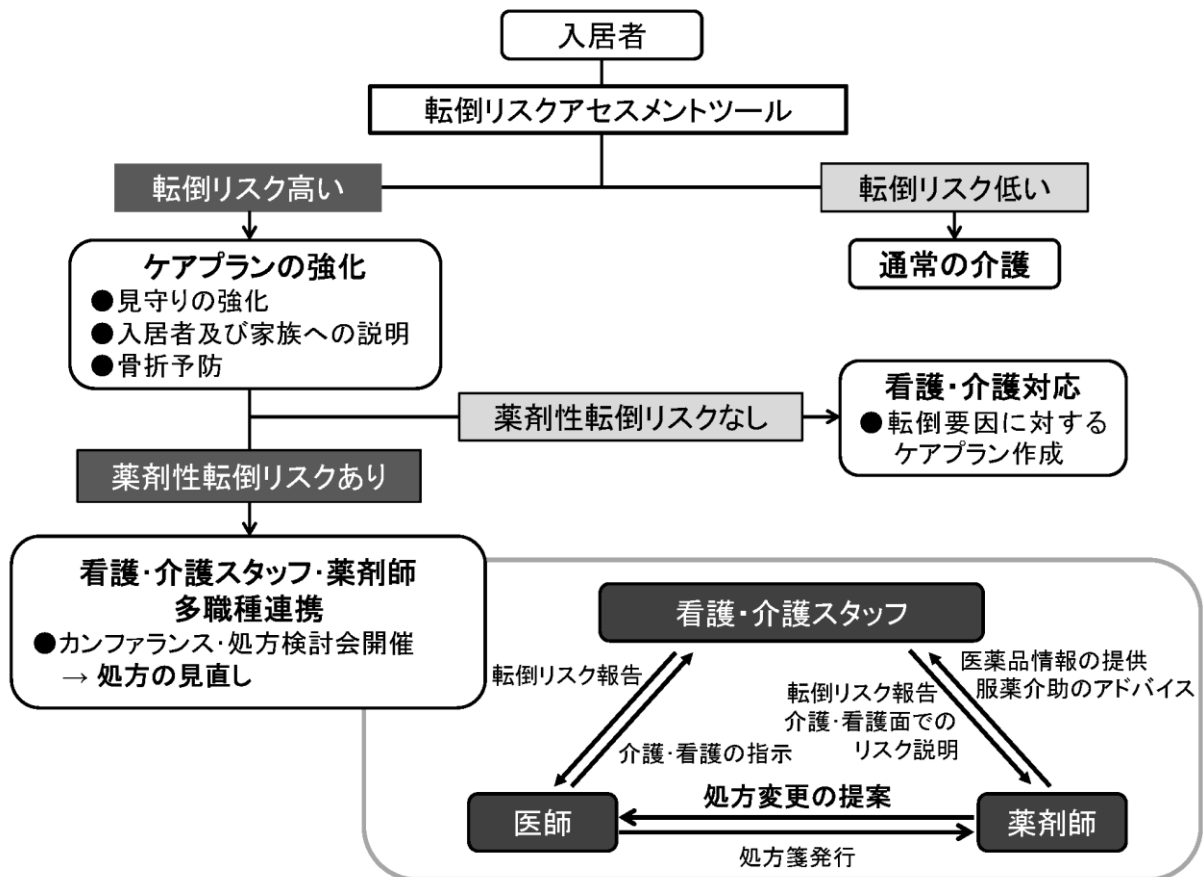 入居者
転倒リスクアセスメントツール
転倒リスク高い
転倒リスク低い
ケアプランの強化
●見守りの強化
●入居者及び家族への説明
●骨折予防
通常の介護
薬剤性転倒リスクなし
看護・介護対応
●転倒要因に対する
ケアプラン作成
薬剤性転倒リスクあり
看護・介護スタッフ・薬剤師
多職種連携
●カンファランス・処方検討会開催
→ 処方の見直し
看護・介護スタッフ
転倒リスク報告
介護・看護の指示
転倒リスク報告
介護・看護面での
リスク説明
医薬品情報の提供
服薬介助のアドバイス
医師
処方変更の提案
処方箋発行
薬剤師